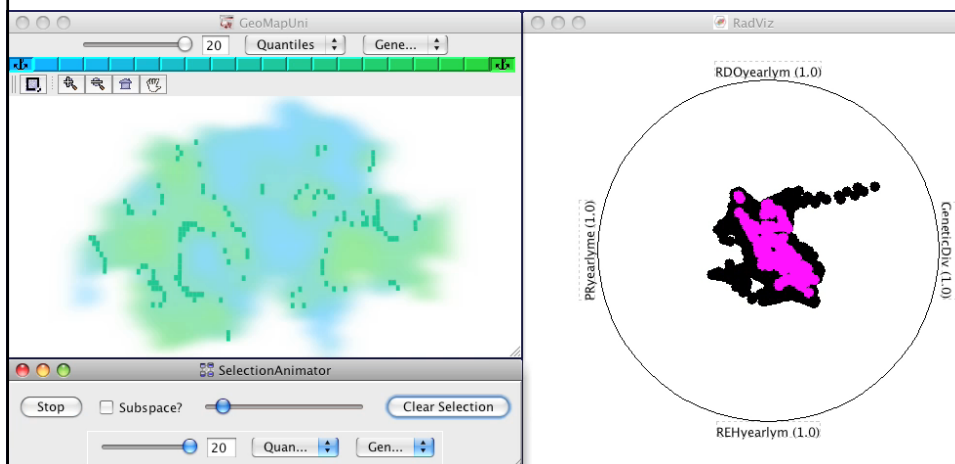 GeoMapUni
20 Quantiles Gene...
SelectionAnimator
Stop Subspace? Clear Selection
20 Quan... Gen...
RadViz
RDOyearlym (1.0)
PRyearlyme (1.0)
GeneticDiv (1.0)
REHyearlym (1.0)